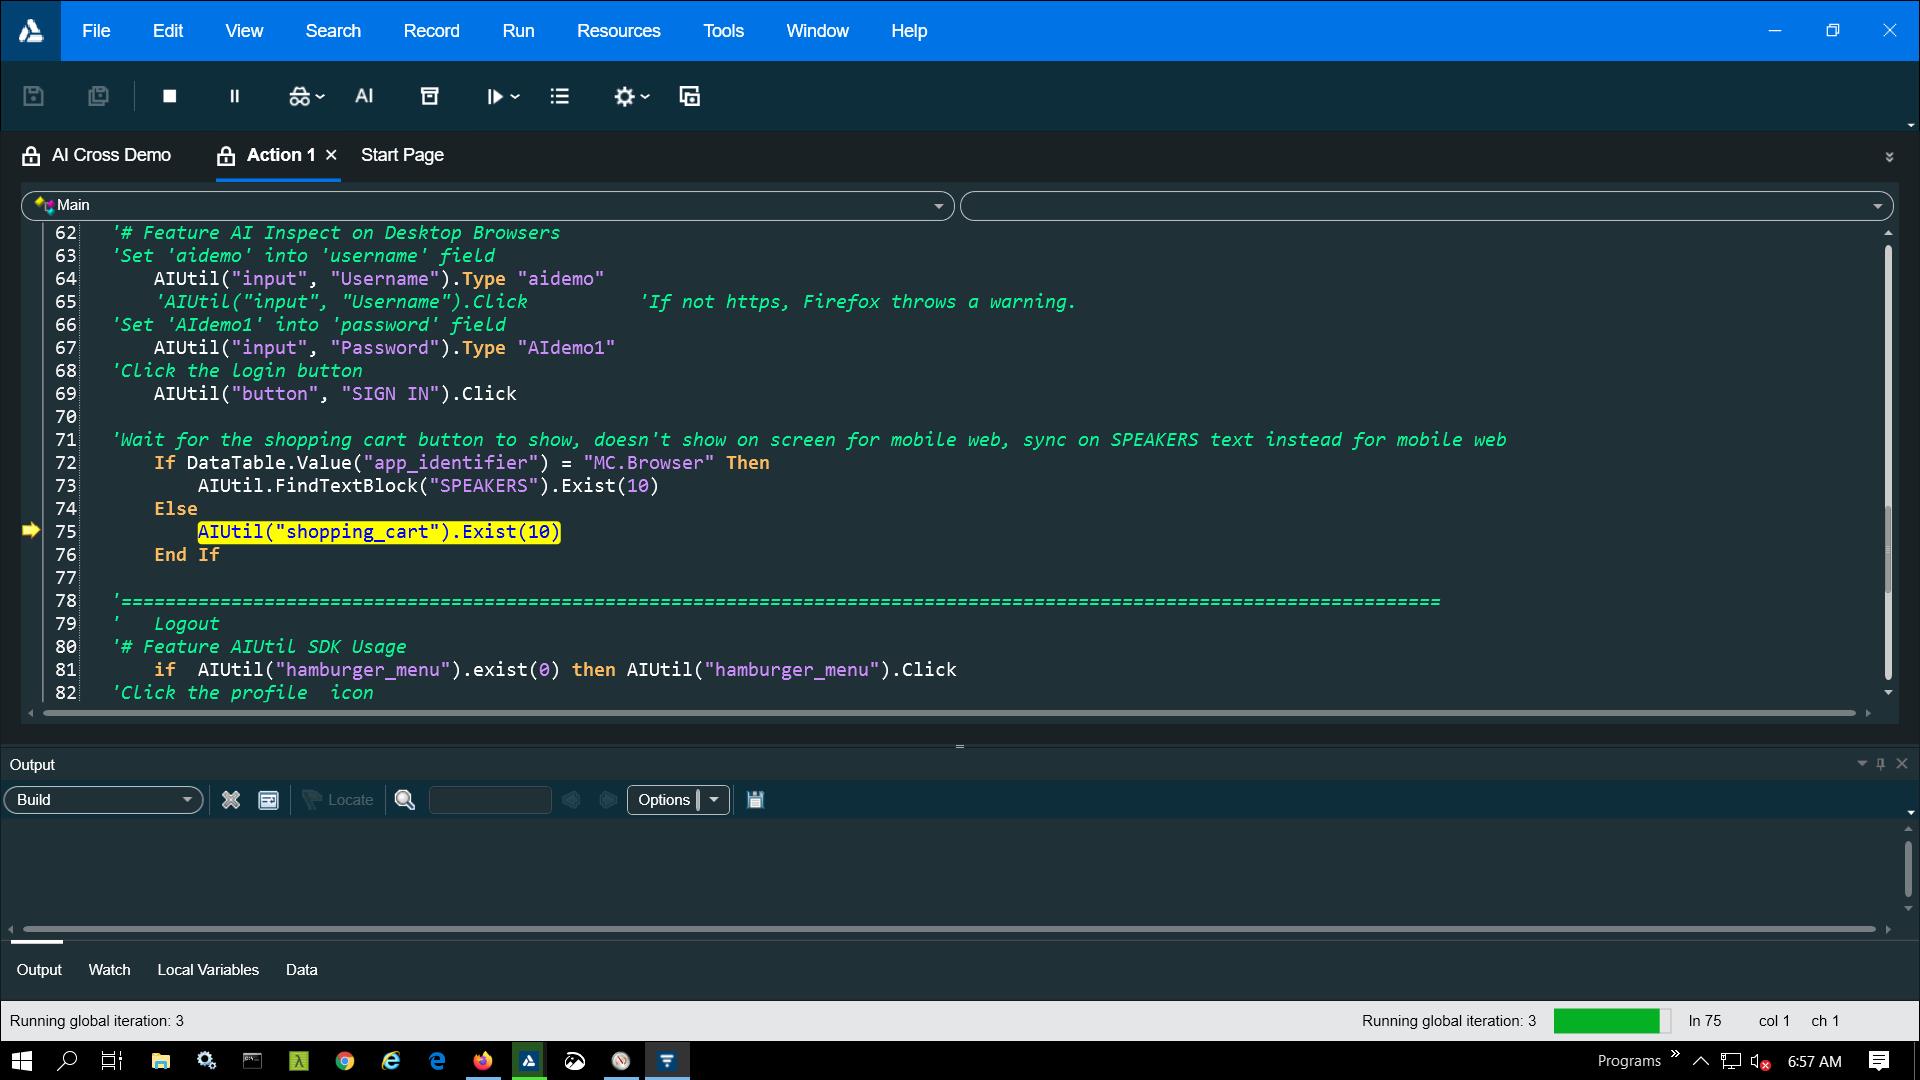 File Edit View Search Record Run Resources Tools Window Help
AI
AI Cross Demo Action 1 Start Page
Main
62 '# Feature AI Inspect on Desktop Browsers
63 'Set 'aidemo' into 'username' field
64 AIUtil("input", "Username").Type "aidemo"
65 'AIUtil("input", "Username").Click 'If not https, Firefox throws a warning.
66 'Set 'AIdemo1' into 'password' field
67 AIUtil("input", "Password").Type "AIdemo1"
68 'Click the login button
69 AIUtil("button", "SIGN IN").Click
70
71 'Wait for the shopping cart button to show, doesn't show on screen for mobile web, sync on SPEAKERS text instead for mobile web
72 If DataTable.Value("app_identifier") = "MC.Browser" Then
73 AIUtil.FindTextBlock("SPEAKERS").Exist(10)
74 Else
75 AIUtil("shopping_cart").Exist(10)
76 End If
77
78 '========================================================================================================================
79 ' Logout
80 '# Feature AIUtil SDK Usage
81 if AIUtil("hamburger_menu").exist(0) then AIUtil("hamburger_menu").Click
82 'Click the profile icon
Output
Build Locate Options
Output Watch Local Variables Data
Running global iteration: 3 Running global iteration: 3 ln 75 col 1 ch 1
Programs 6:57 AM